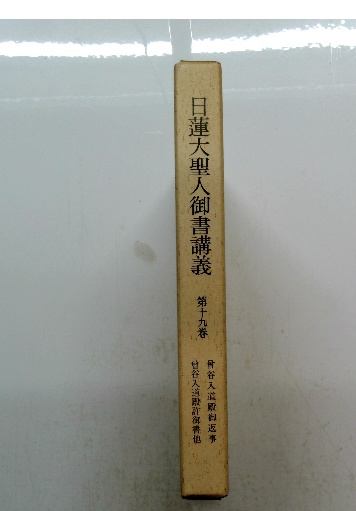 日蓮大聖人御書講義
第十九巻
曾谷入道殿御返事
曾谷入道殿許御書他